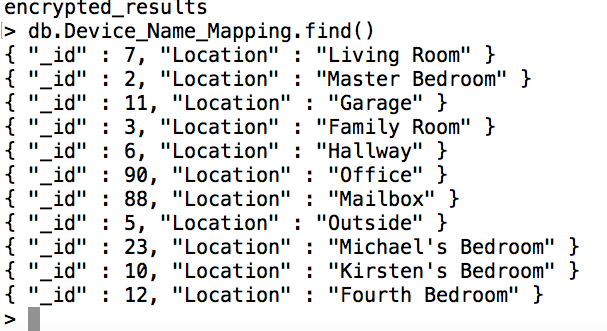 encrypted_results
> db.Device_Name_Mapping.find()
{ "_id" : 7, "Location" : "Living Room" }
{ "_id" : 2, "Location" : "Master Bedroom" }
{ "_id" : 11, "Location" : "Garage" }
{ "_id" : 3, "Location" : "Family Room" }
{ "_id" : 6, "Location" : "Hallway" }
{ "_id" : 90, "Location" : "Office" }
{ "_id" : 88, "Location" : "Mailbox" }
{ "_id" : 5, "Location" : "Outside" }
{ "_id" : 23, "Location" : "Michael's Bedroom" }
{ "_id" : 10, "Location" : "Kirsten's Bedroom" }
{ "_id" : 12, "Location" : "Fourth Bedroom" }
>